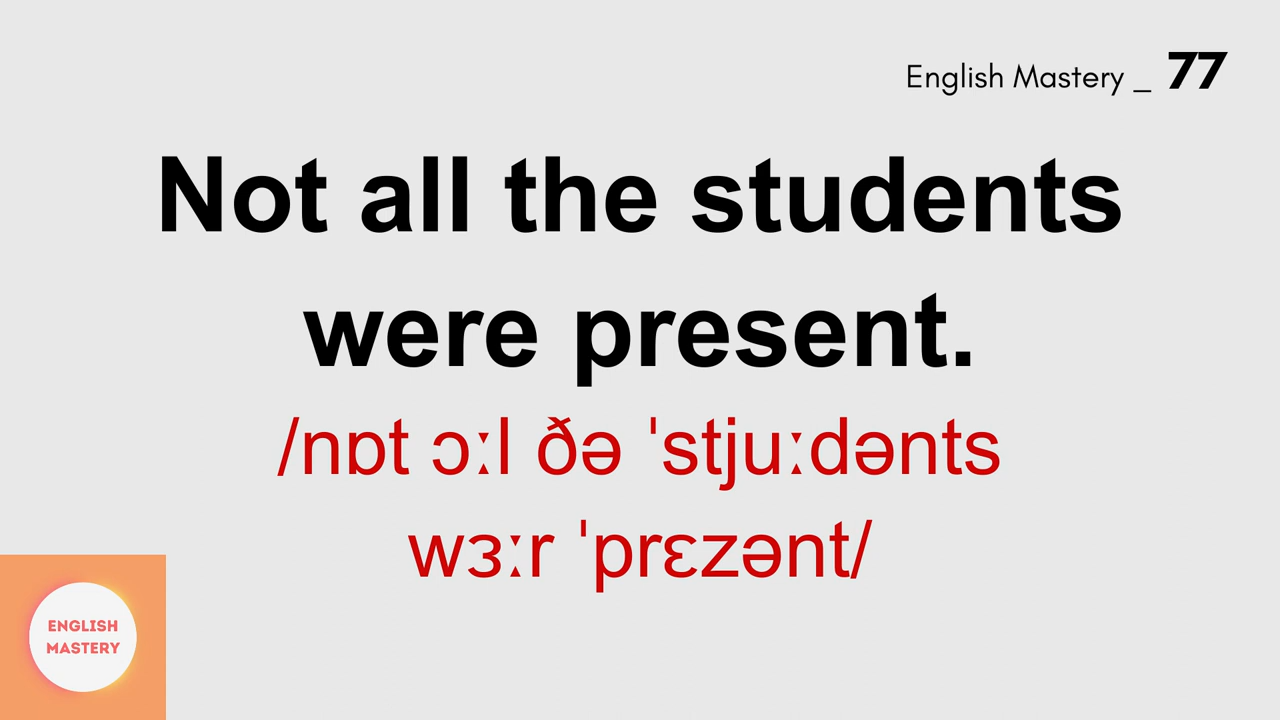 English Mastery _ 77
Not all the students
were present.
/nɒt ɔːl ðə ˈstjuːdənts
wɜːr ˈprɛzənt/
ENGLISH
MASTERY